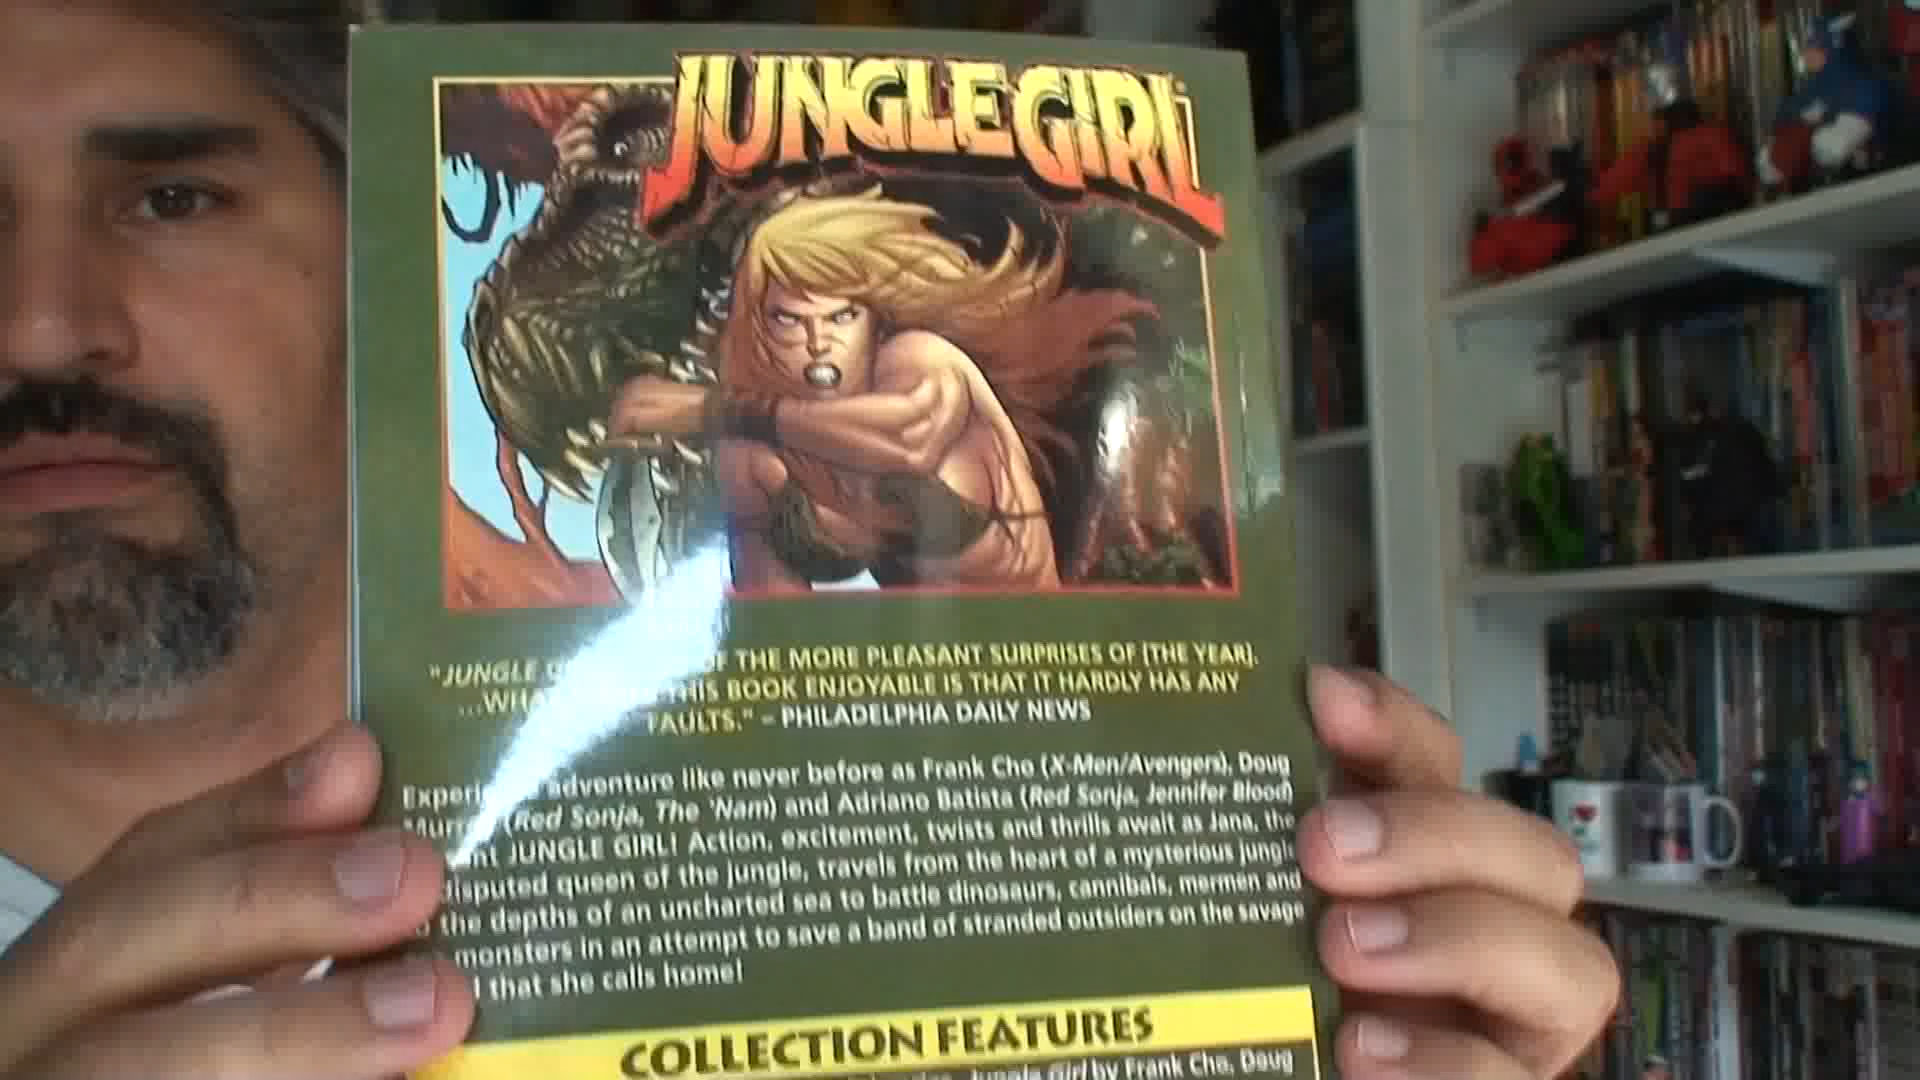 JUNGLE GIRL
"JUNGLE OF THE MORE PLEASANT SURPRISES OF [THE YEAR].
...WHA THIS BOOK ENJOYABLE IS THAT IT HARDLY HAS ANY
FAULTS." – PHILADELPHIA DAILY NEWS
adventure like never before as Frank Cho (X-Men/Avengers), Doug
(Red Sonja, The 'Nam) and Adriano Batista (Red Sonja, Jennifer Blood)
JUNGLE GIRL! Action, excitement, twists and thrills await as Jana, the
disputed queen of the jungle, travels from the heart of a mysterious jungle
the depths of an uncharted sea to battle dinosaurs, cannibals, mermen and
monsters in an attempt to save a band of stranded outsiders on the savage
that she calls home!
COLLECTION FEATURES
Jungle Girl by Frank Cho, Doug